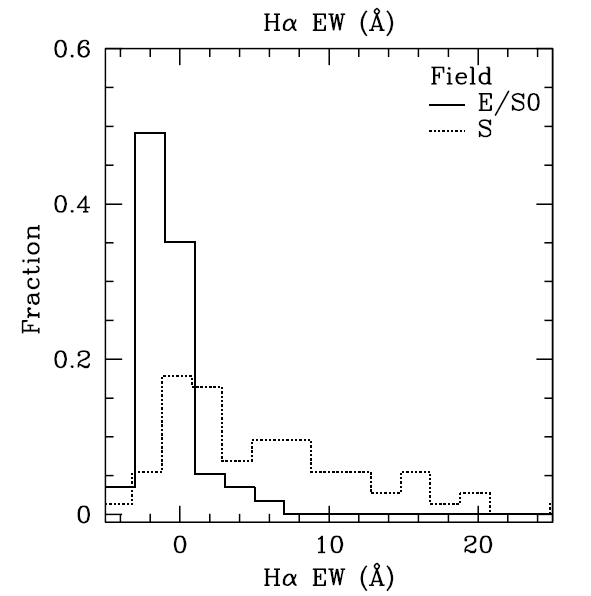 Hα EW (Å)
0.6
Field
E/S0
S
0.4
Fraction
0.2
0
0 10 20
Hα EW (Å)